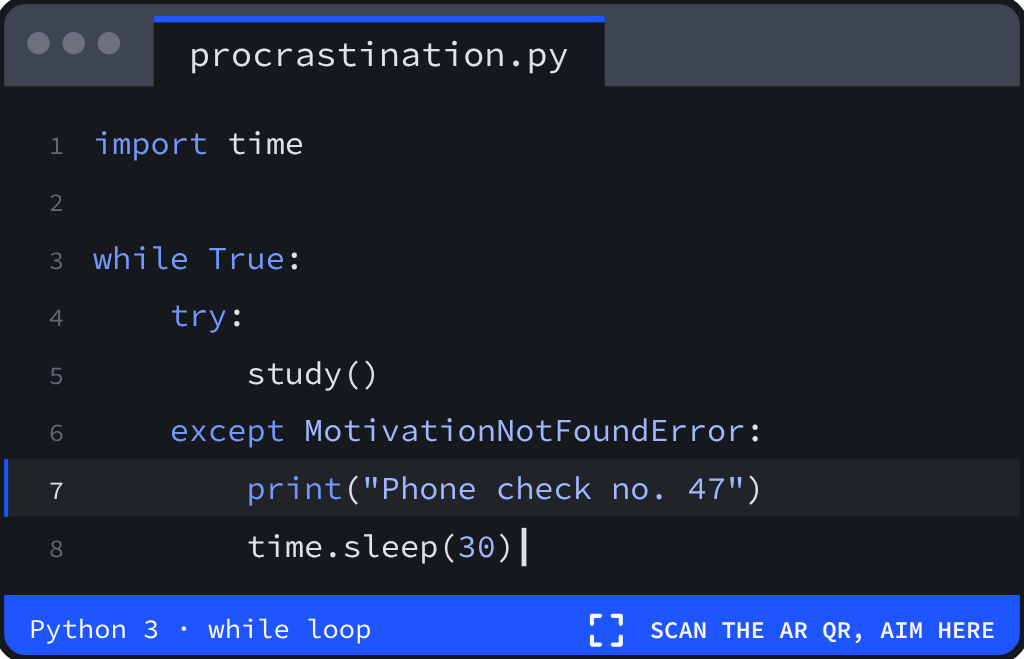 procrastination.py
1 import time
2
3 while True:
4     try:
5         study()
6     except MotivationNotFoundError:
7         print("Phone check no. 47")
8         time.sleep(30)
Python 3 · while loop
SCAN THE AR QR, AIM HERE